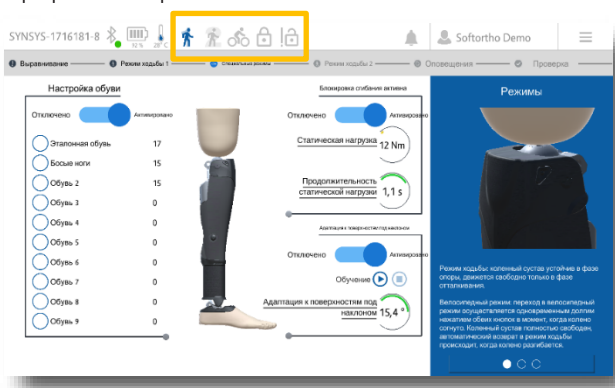 SYNSYS-1716181-8
92% 28°C
Softortho Demo
Выравнивание
Режим ходьбы 1
Режим ходьбы 2
Оповещения
Проверка
Настройка обуви
Отключено Активировано
Эталонная обувь 17
Босые ноги 15
Обувь 2 15
Обувь 3 0
Обувь 4 0
Обувь 5 0
Обувь 6 0
Обувь 7 0
Обувь 8 0
Обувь 9 0
Блокировка сгибания активна
Отключено Активировано
Статическая нагрузка 12 Nm
Продолжительность
статической нагрузки 1,1 s
Адаптация к поверхностям под наклоном
Отключено Активировано
Обучение
Адаптация к поверхностям под
наклоном 15,4 °
Режимы
Режим ходьбы: коленный сустав устойчив в фазе
опоры, движется свободно только в фазе
отталкивания.
Велосипедный режим: переход в велосипедный
режим осуществляется одновременным долгим
нажатием обеих кнопок в момент, когда колено
согнуто. Коленный сустав полностью свободен,
автоматический возврат в режим ходьбы
происходит, когда колено разгибается.